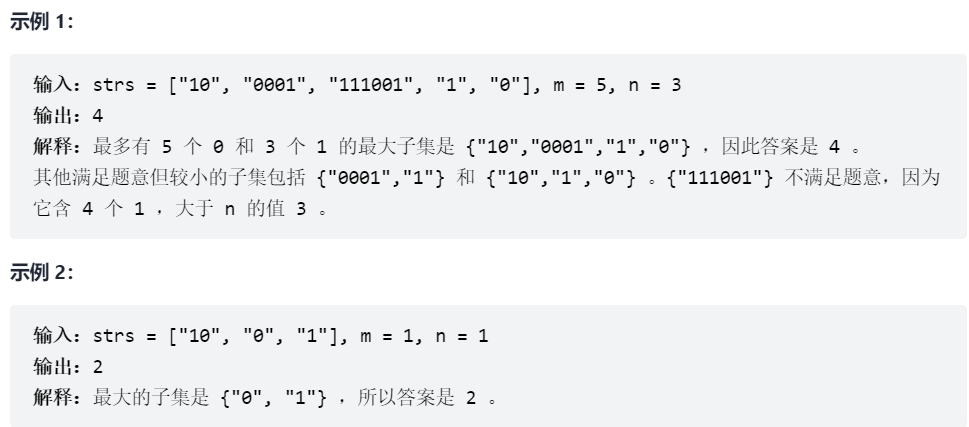 示例 1：
输入：strs = ["10", "0001", "111001", "1", "0"], m = 5, n = 3
输出：4
解释：最多有 5 个 0 和 3 个 1 的最大子集是 {"10","0001","1","0"} ，因此答案是 4 。
其他满足题意但较小的子集包括 {"0001","1"} 和 {"10","1","0"} 。{"111001"} 不满足题意，因为
它含 4 个 1 ，大于 n 的值 3 。
示例 2：
输入：strs = ["10", "0", "1"], m = 1, n = 1
输出：2
解释：最大的子集是 {"0", "1"} ，所以答案是 2 。